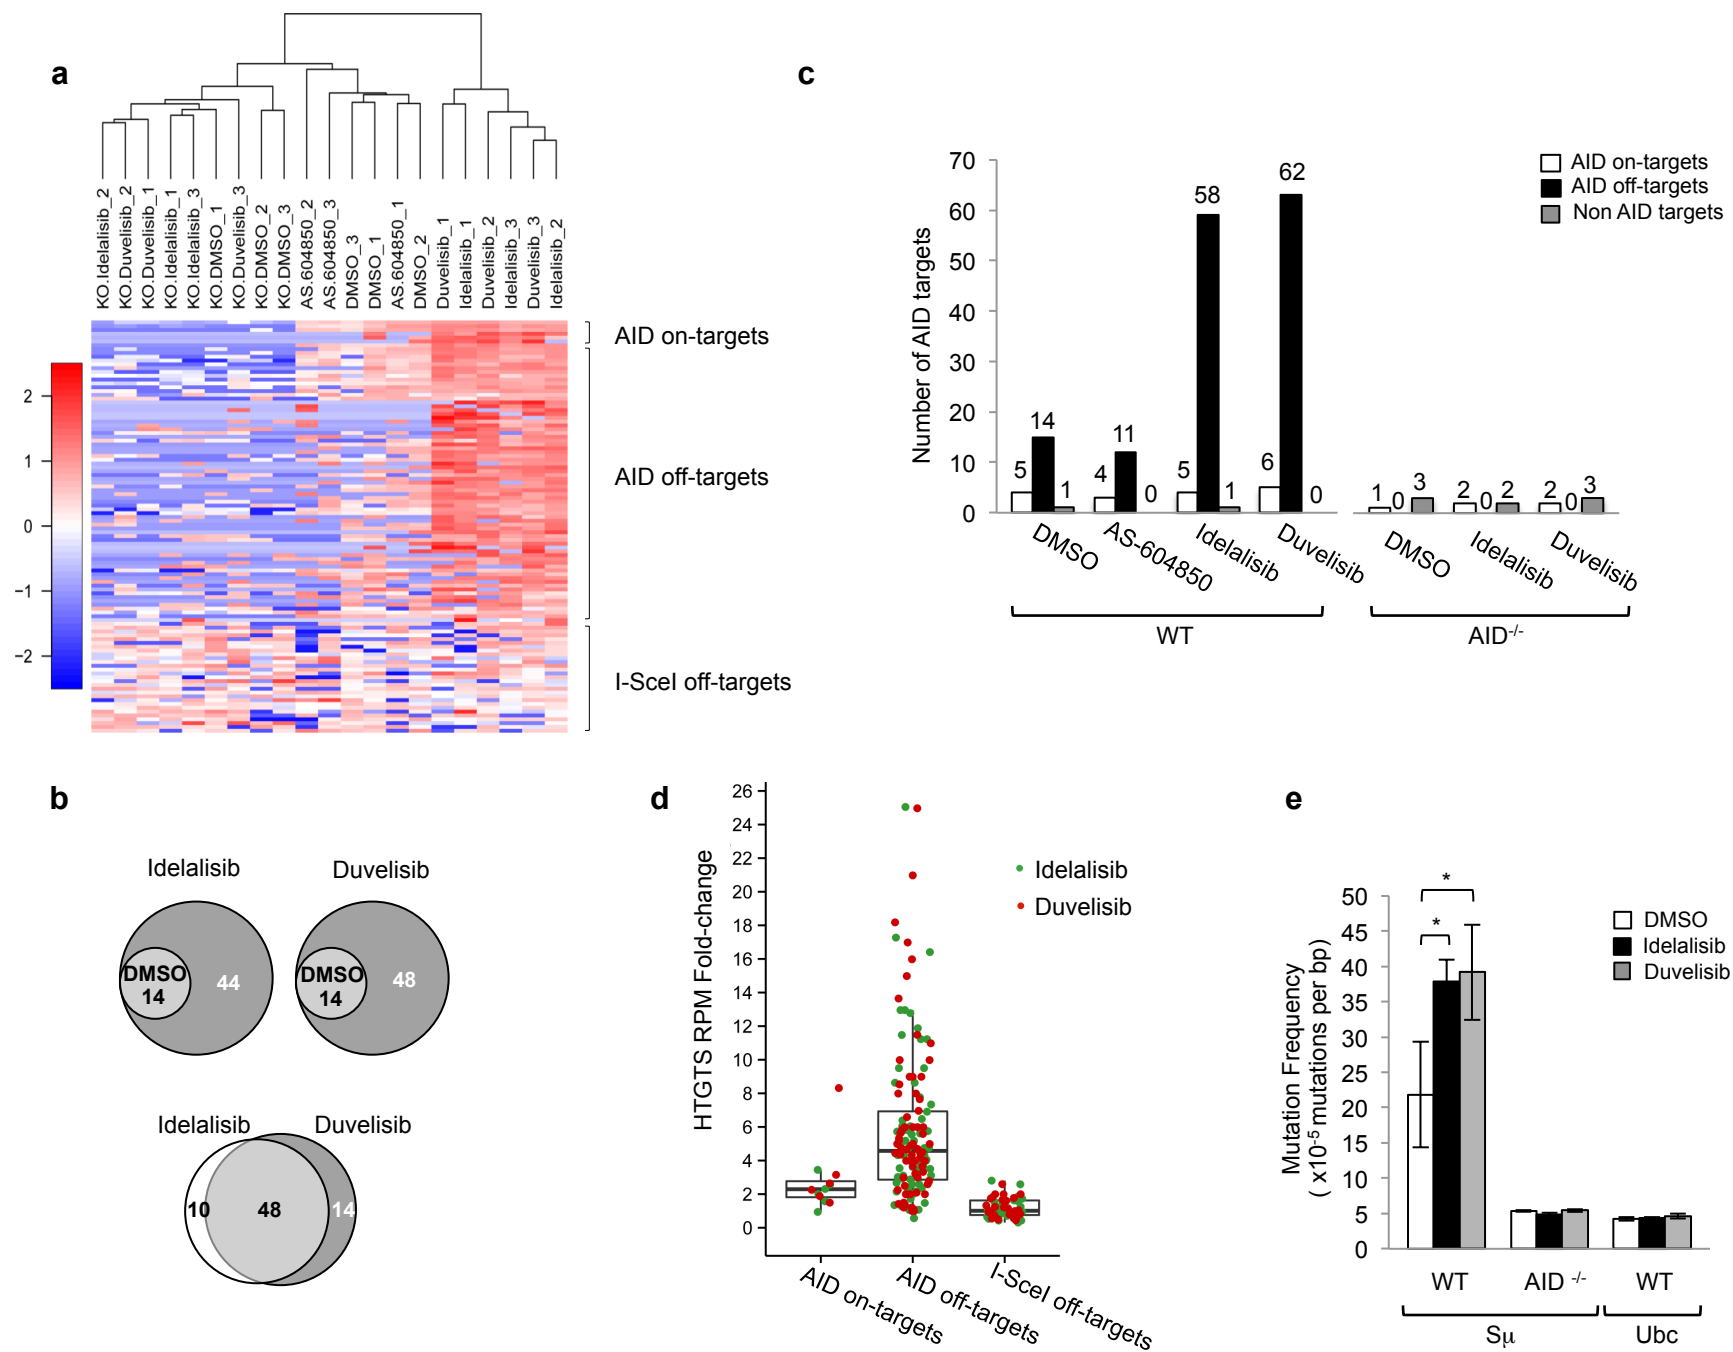 a
KO.Idelalisib_2
KO.Duvelisib_2
KO.Duvelisib_1
KO.Idelalisib_1
KO.Idelalisib_3
KO.DMSO_1
KO.Duvelisib_3
KO.DMSO_2
KO.DMSO_3
AS.604850_2
AS.604850_3
DMSO_3
DMSO_1
AS.604850_1
DMSO_2
Duvelisib_1
Idelalisib_1
Duvelisib_2
Idelalisib_3
Duvelisib_3
Idelalisib_2
AID on-targets
AID off-targets
I-SceI off-targets
2
1
0
−1
−2
b
Idelalisib
Duvelisib
DMSO
14
44
DMSO
14
48
Idelalisib
Duvelisib
10
48
14
c
AID on-targets
AID off-targets
Non AID targets
Number of AID targets
70
60
50
40
30
20
10
0
5
14
1
4
11
0
5
58
1
6
62
0
1
0
3
2
0
2
2
0
3
DMSO
AS-604850
Idelalisib
Duvelisib
DMSO
Idelalisib
Duvelisib
WT
AID-/-
d
HTGTS RPM Fold-change
26
24
22
20
18
16
14
12
10
8
6
4
2
0
Idelalisib
Duvelisib
AID on-targets
AID off-targets
I-SceI off-targets
e
Mutation Frequency
( x10-5 mutations per bp)
50
45
40
35
30
25
20
15
10
5
0
*
*
DMSO
Idelalisib
Duvelisib
WT
AID -/-
WT
Sμ
Ubc